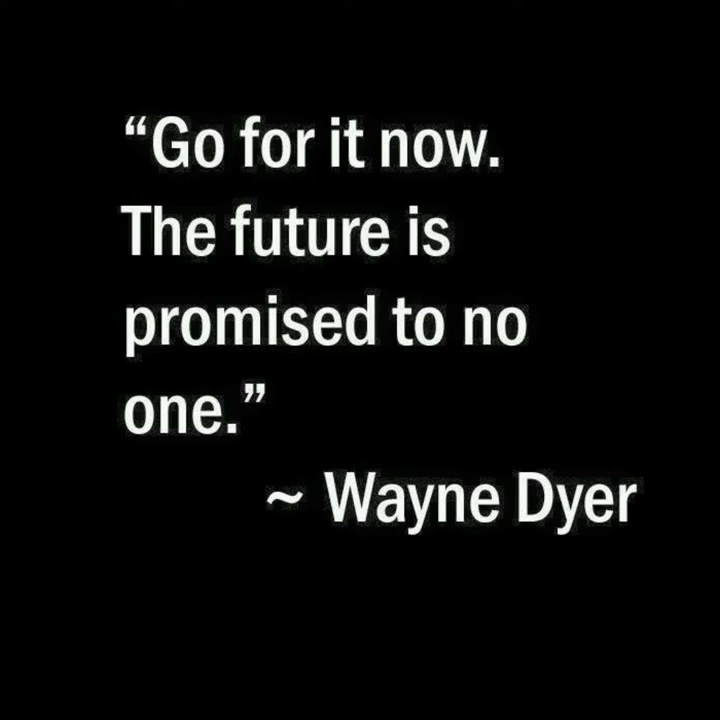 “Go for it now.
The future is
promised to no
one.”
~ Wayne Dyer